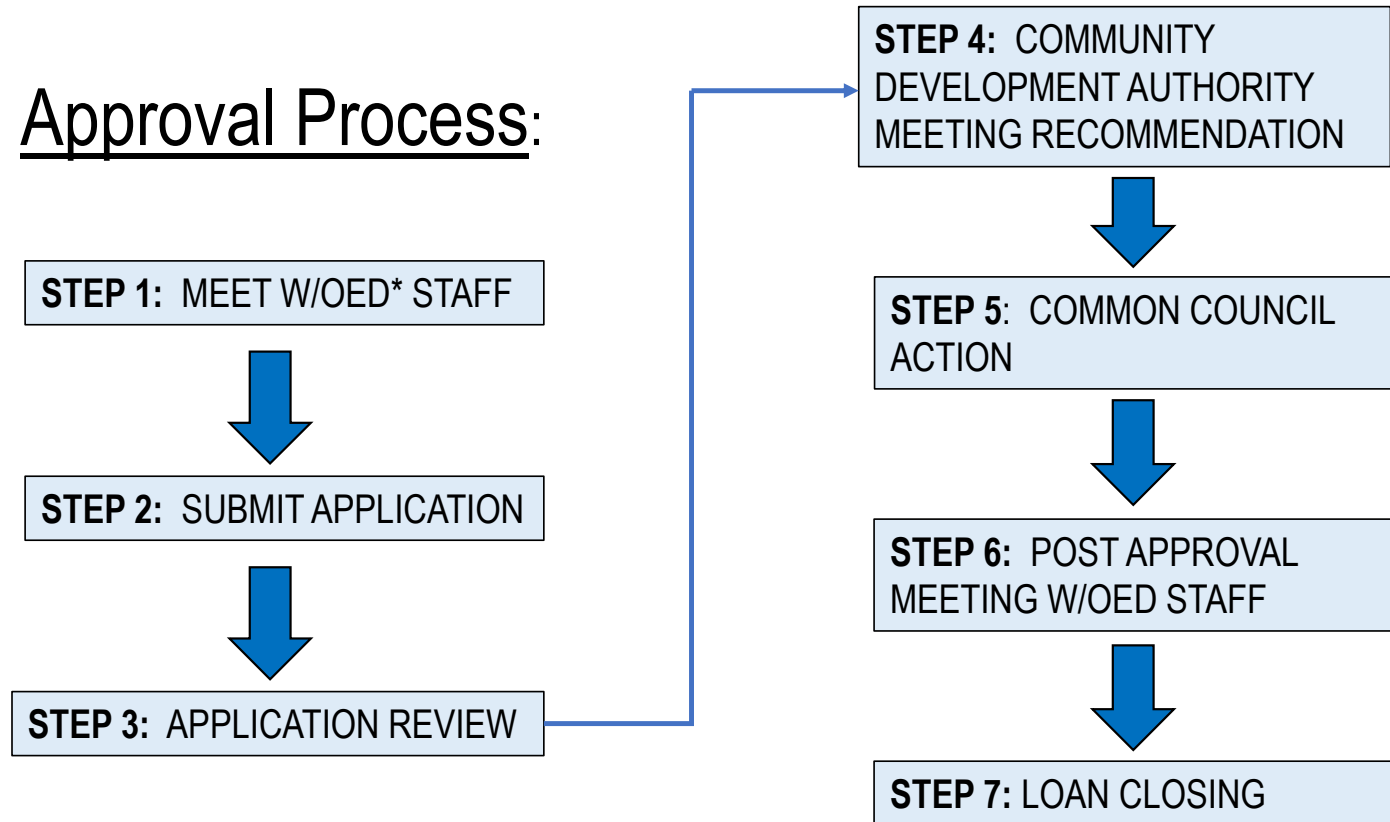 Approval Process:
STEP 1: MEET W/OED* STAFF
STEP 2: SUBMIT APPLICATION
STEP 3: APPLICATION REVIEW
STEP 4: COMMUNITY
DEVELOPMENT AUTHORITY
MEETING RECOMMENDATION
STEP 5: COMMON COUNCIL
ACTION
STEP 6: POST APPROVAL
MEETING W/OED STAFF
STEP 7: LOAN CLOSING